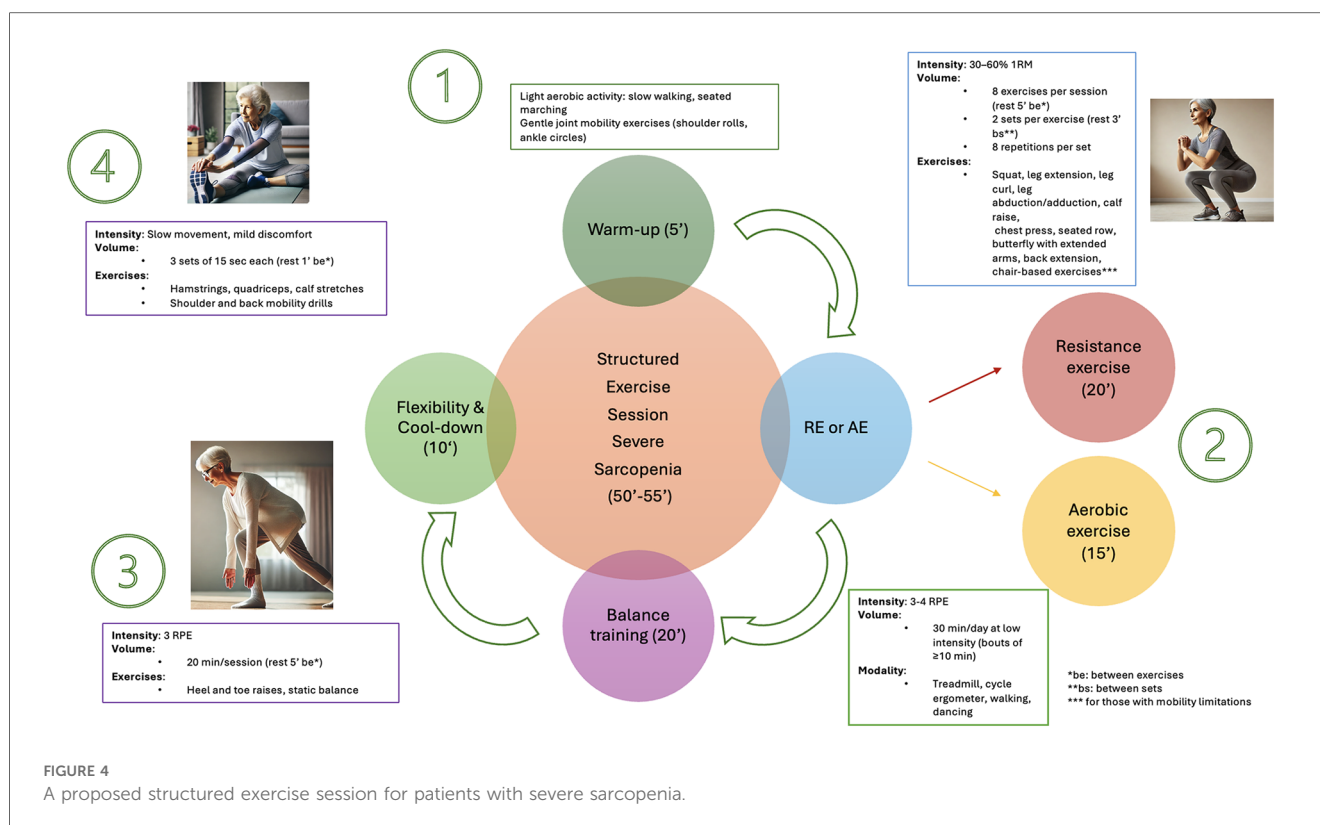 1
Light aerobic activity: slow walking, seated
marching
Gentle joint mobility exercises (shoulder rolls,
ankle circles)
Warm-up (5’)
Structured
Exercise
Session
Severe
Sarcopenia
(50’-55’)
RE or AE
Intensity: 30–60% 1RM
Volume:
• 8 exercises per session
(rest 5’ be*)
• 2 sets per exercise (rest 3’
bs**)
• 8 repetitions per set
Exercises:
• Squat, leg extension, leg
curl, leg
abduction/adduction, calf
raise,
chest press, seated row,
butterfly with extended
arms, back extension,
chair-based exercises***
Resistance
exercise
(20’)
2
Aerobic
exercise
(15’)
Intensity: 3-4 RPE
Volume:
• 30 min/day at low
intensity (bouts of
≥10 min)
Modality:
• Treadmill, cycle
ergometer, walking,
dancing
*be: between exercises
**bs: between sets
*** for those with mobility limitations
Balance
training (20’)
3
Intensity: 3 RPE
Volume:
• 20 min/session (rest 5’ be*)
Exercises:
• Heel and toe raises, static balance
Flexibility &
Cool-down
(10‘)
4
Intensity: Slow movement, mild discomfort
Volume:
• 3 sets of 15 sec each (rest 1’ be*)
Exercises:
• Hamstrings, quadriceps, calf stretches
• Shoulder and back mobility drills
FIGURE 4
A proposed structured exercise session for patients with severe sarcopenia.